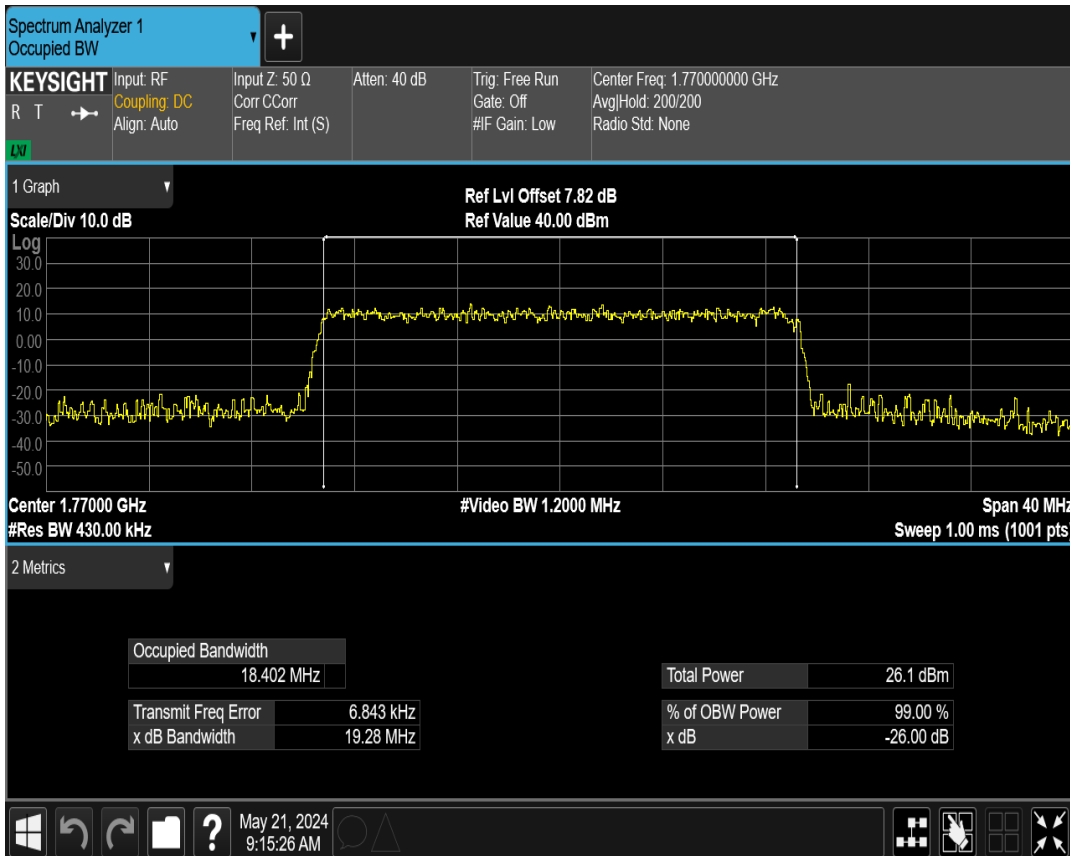 Spectrum Analyzer 1
Occupied BW
KEYSIGHT
R T
LXI
Input: RF
Coupling: DC
Align: Auto
Input Z: 50 Ω
Corr CCorr
Freq Ref: Int (S)
Atten: 40 dB
Trig: Free Run
Gate: Off
#IF Gain: Low
Center Freq: 1.770000000 GHz
Avg|Hold: 200/200
Radio Std: None
1 Graph
Scale/Div 10.0 dB
Ref Lvl Offset 7.82 dB
Ref Value 40.00 dBm
Log
30.0
20.0
10.0
0.00
-10.0
-20.0
-30.0
-40.0
-50.0
Center 1.77000 GHz
#Res BW 430.00 kHz
#Video BW 1.2000 MHz
Span 40 MHz
Sweep 1.00 ms (1001 pts)
2 Metrics
Occupied Bandwidth
18.402 MHz
Transmit Freq Error 6.843 kHz
x dB Bandwidth 19.28 MHz
Total Power 26.1 dBm
% of OBW Power 99.00 %
x dB -26.00 dB
?
May 21, 2024
9:15:26 AM